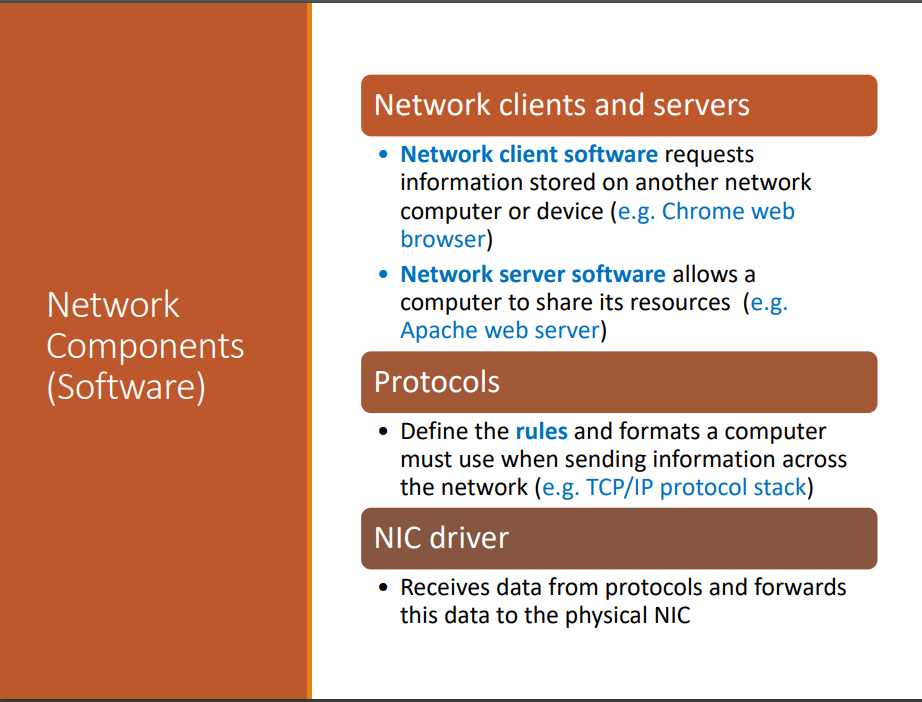 Network
Components
(Software)
Network clients and servers
• Network client software requests
information stored on another network
computer or device (e.g. Chrome web
browser)
• Network server software allows a
computer to share its resources  (e.g.
Apache web server)
Protocols
• Define the rules and formats a computer
must use when sending information across
the network (e.g. TCP/IP protocol stack)
NIC driver
• Receives data from protocols and forwards
this data to the physical NIC